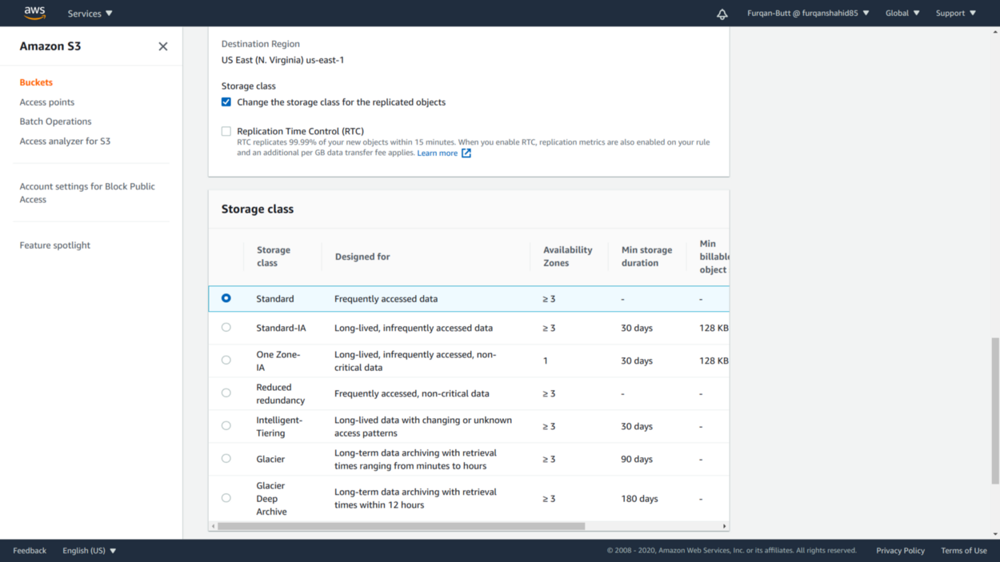 aws
Services
Furqan-Butt @ furqanshahid85
Global
Support
Amazon S3
Buckets
Access points
Batch Operations
Access analyzer for S3
Account settings for Block Public
Access
Feature spotlight
Destination Region
US East (N. Virginia) us-east-1
Storage class
Change the storage class for the replicated objects
Replication Time Control (RTC)
RTC replicates 99.99% of your new objects within 15 minutes. When you enable RTC, replication metrics are also enabled on your rule
and an additional per GB data transfer fee applies. Learn more
Storage class
Storage
class
Designed for
Availability
Zones
Min storage
duration
Min
billable
object
Standard
Frequently accessed data
≥ 3
-
-
Standard-IA
Long-lived, infrequently accessed data
≥ 3
30 days
128 KB
One Zone-
IA
Long-lived, infrequently accessed, non-
critical data
1
30 days
128 KB
Reduced
redundancy
Frequently accessed, non-critical data
≥ 3
-
-
Intelligent-
Tiering
Long-lived data with changing or unknown
access patterns
≥ 3
30 days
-
Glacier
Long-term data archiving with retrieval
times ranging from minutes to hours
≥ 3
90 days
-
Glacier
Deep
Archive
Long-term data archiving with retrieval
times within 12 hours
≥ 3
180 days
-
Feedback
English (US)
© 2008 - 2020, Amazon Web Services, Inc. or its affiliates. All rights reserved.
Privacy Policy
Terms of Use